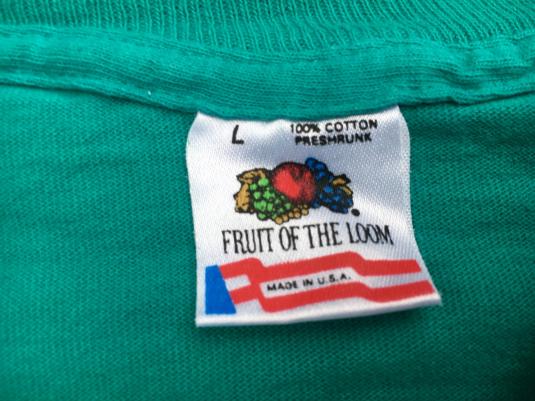 L 100% COTTON
PRESHRUNK
FRUIT OF THE LOOM
MADE IN U.S.A.